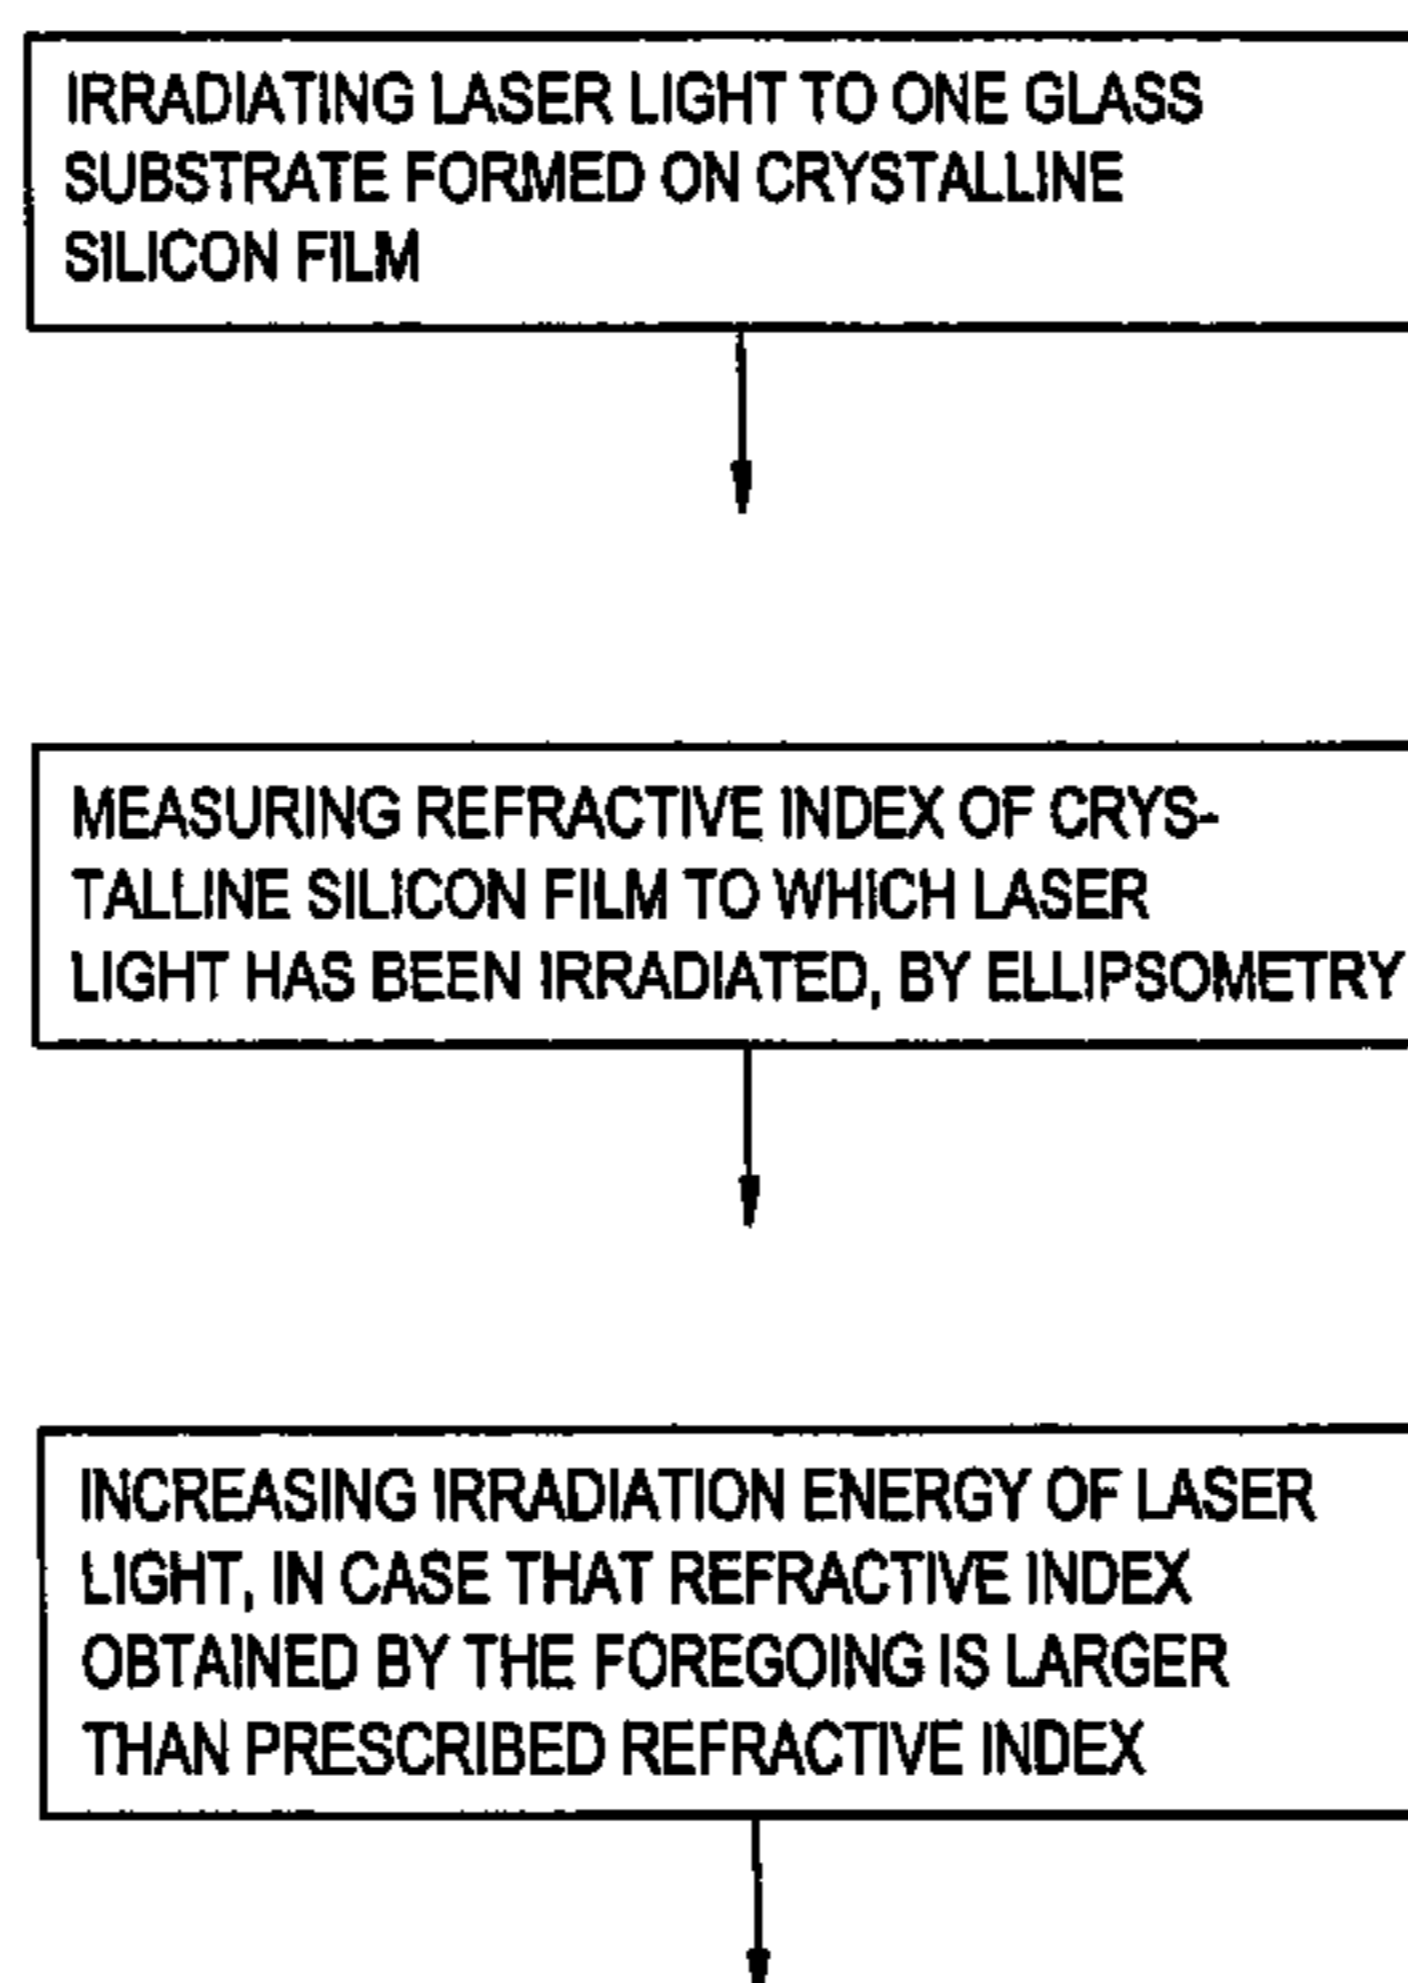 IRRADIATING LASER LIGHT TO ONE GLASS
SUBSTRATE FORMED ON CRYSTALLINE
SILICON FILM
MEASURING REFRACTIVE INDEX OF CRYS-
TALLINE SILICON FILM TO WHICH LASER
LIGHT HAS BEEN IRRADIATED, BY ELLIPSOMETRY
INCREASING IRRADIATION ENERGY OF LASER
LIGHT, IN CASE THAT REFRACTIVE INDEX
OBTAINED BY THE FOREGOING IS LARGER
THAN PRESCRIBED REFRACTIVE INDEX